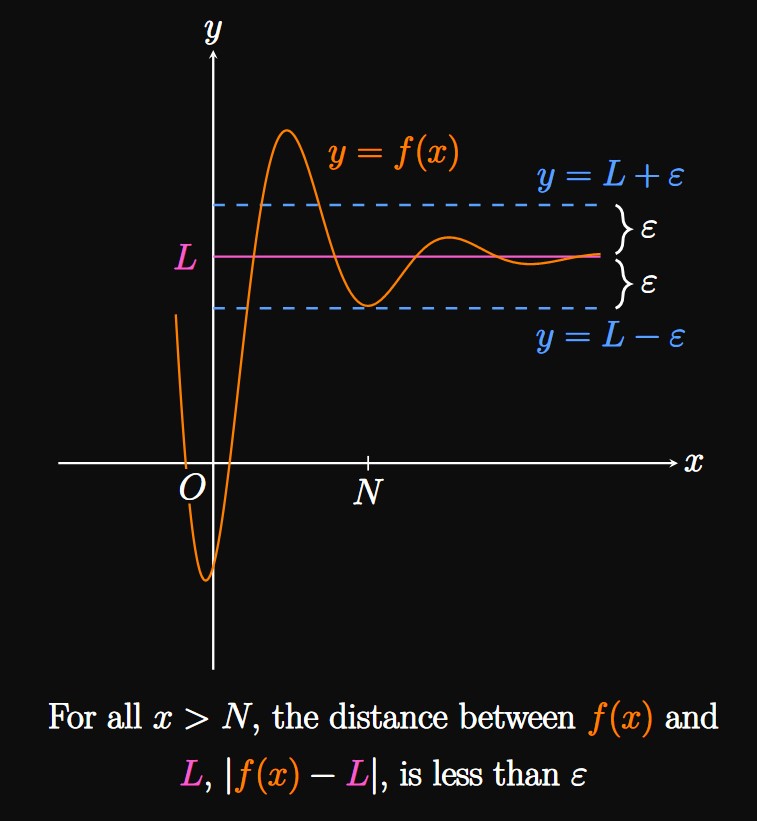 y
y = f(x)
y = L + ε
ε
L
ε
y = L − ε
x
O
N
For all x > N, the distance between f(x) and
L, |f(x) − L|, is less than ε